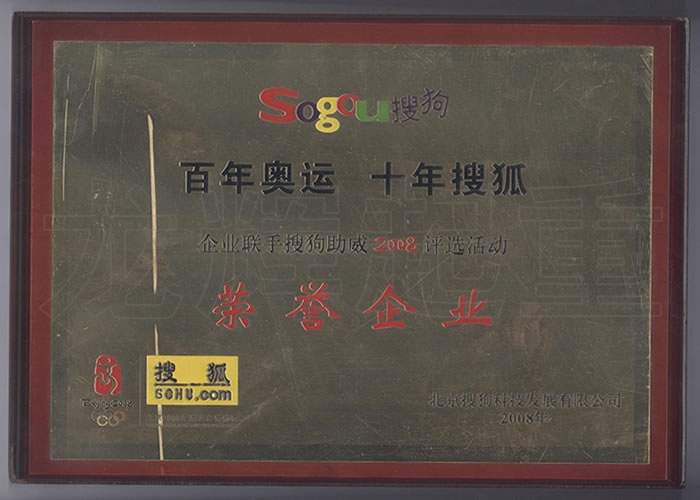 Sogou搜狗
百年奥运 十年搜狐
企业联手搜狗助威2008评选活动
荣誉企业
搜狐
SOHU.com
北京搜狗科技发展有限公司
2008年